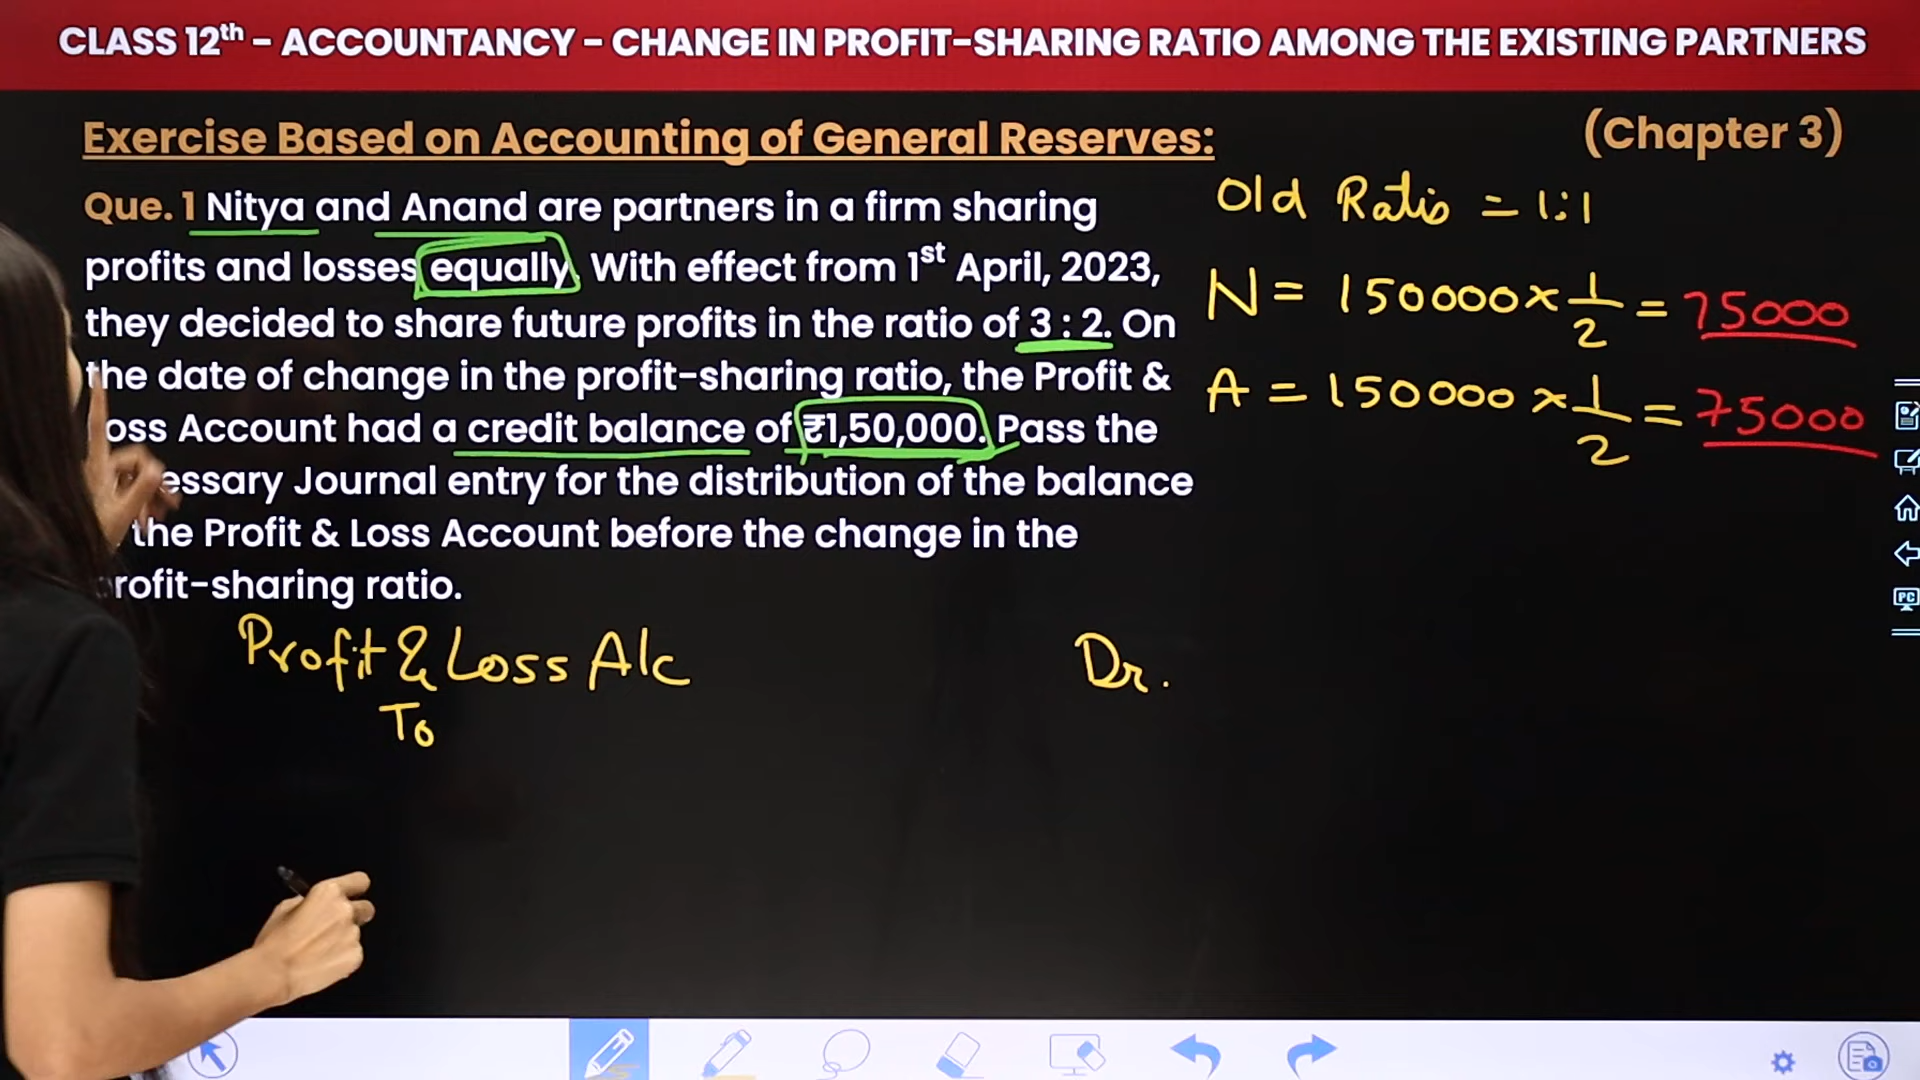 CLASS 12th – ACCOUNTANCY – CHANGE IN PROFIT-SHARING RATIO AMONG THE EXISTING PARTNERS
Exercise Based on Accounting of General Reserves:
(Chapter 3)
Que. 1 Nitya and Anand are partners in a firm sharing
profits and losses equally. With effect from 1st April, 2023,
they decided to share future profits in the ratio of 3 : 2. On
the date of change in the profit-sharing ratio, the Profit &
oss Account had a credit balance of ₹1,50,000. Pass the
essary Journal entry for the distribution of the balance
the Profit & Loss Account before the change in the
rofit-sharing ratio.
Old Ratio = 1:1
N = 150000 × 1/2 = 75000
A = 150000 × 1/2 = 75000
Profit & Loss A/c Dr.
To
PC